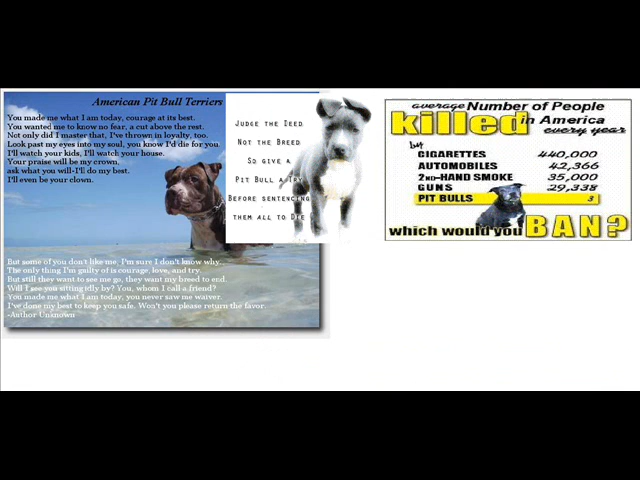 American Pit Bull Terriers
You made me what I am today, courage at its best.
You wanted me to know no fear, a cut above the rest.
Not only did I master that, I've thrown in loyalty, too.
Look past my eyes into my soul, you know I'd die for you.
I'll watch your kids, I'll watch your house.
Your praise will be my crown,
ask what you will-I'll do my best.
I'll even be your clown.
But some of you don't like me, I'm sure I don't know why.
The only thing I'm guilty of is courage, love, and try.
But still they want to see me go, they want my breed to end.
Will I see you sitting idly by? You, whom I call a friend?
You made me what I am today, you never saw me waiver.
I've done my best to keep you safe. Won't you please return the favor.
-Author Unknown
Judge the Deed
Not the Breed
So give a
Pit Bull a Try
Before sentencing
them all to Die
average Number of People
killed in America
every year
by
CIGARETTES 440,000
AUTOMOBILES 42,366
2ND-HAND SMOKE 35,000
GUNS 29,338
PIT BULLS 3
which would you BAN?